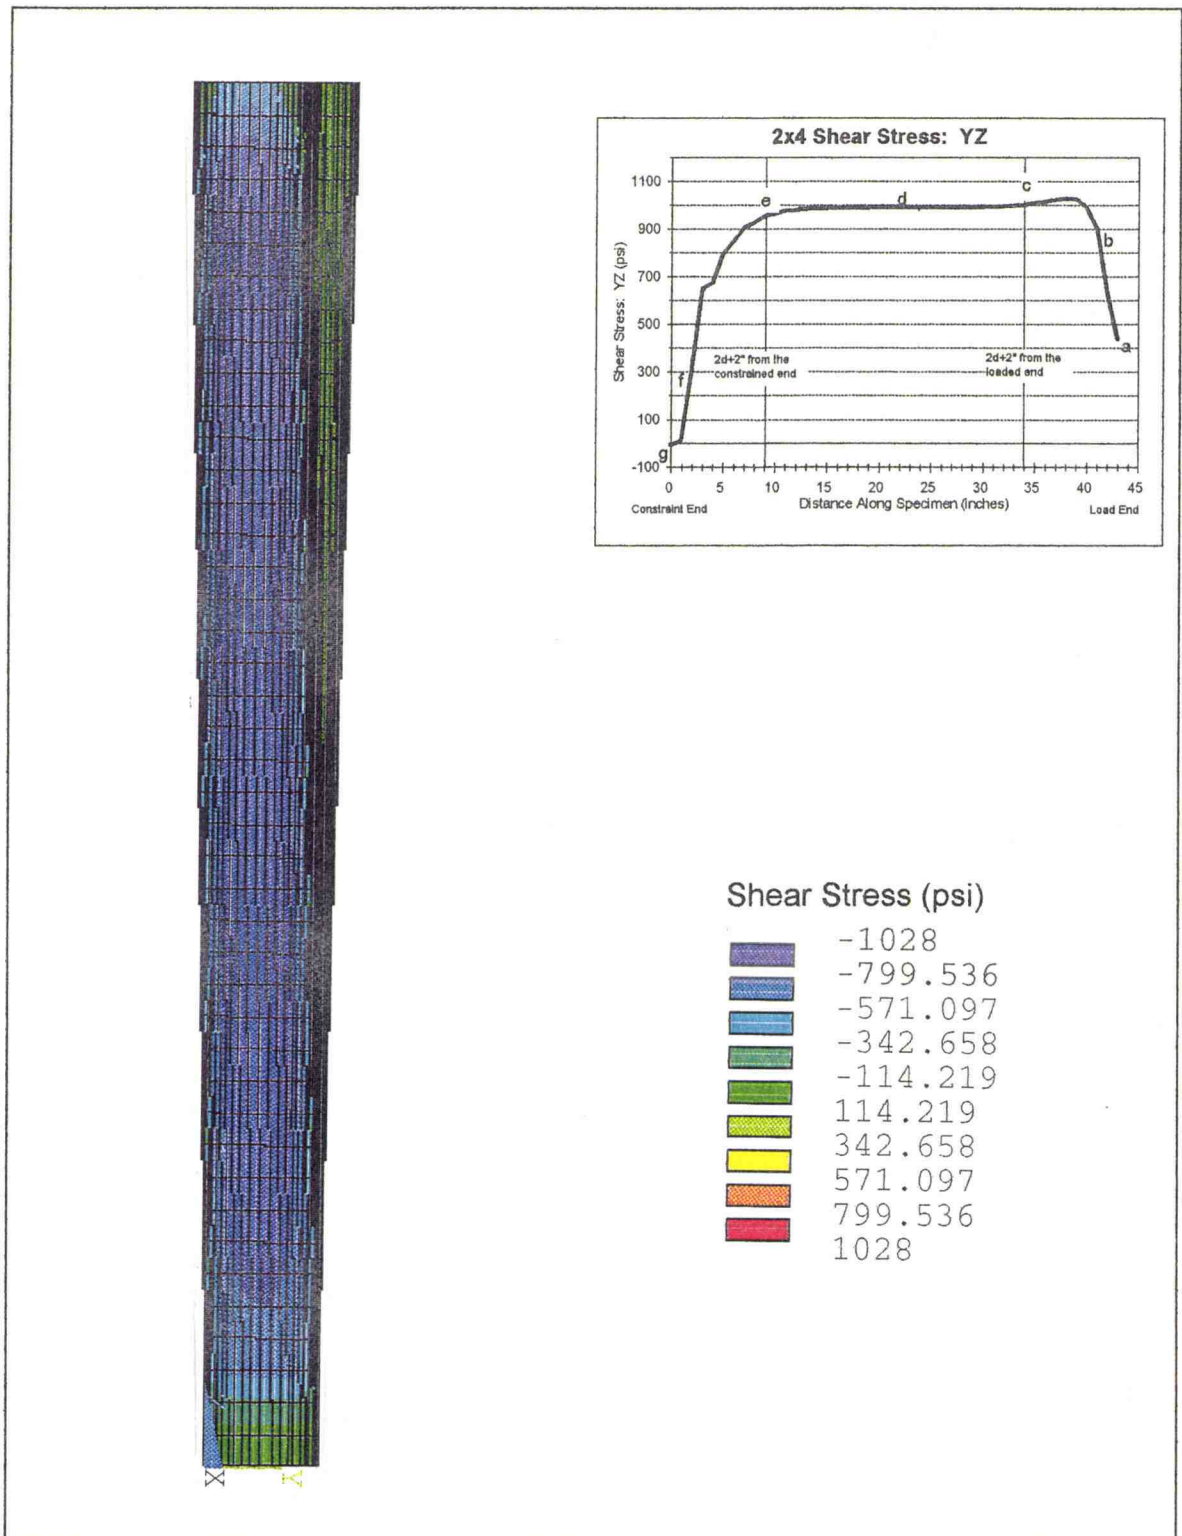 2x4 Shear Stress: YZ
Shear Stress: YZ (psi)
1100
900
700
500
300
100
-100
a
b
c
d
e
f
g
2d+2" from the
constrained end
2d+2" from the
loaded end
0 5 10 15 20 25 30 35 40 45
Constraint End Distance Along Specimen (inches) Load End
Shear Stress (psi)
-1028
-799.536
-571.097
-342.658
-114.219
114.219
342.658
571.097
799.536
1028
X Y